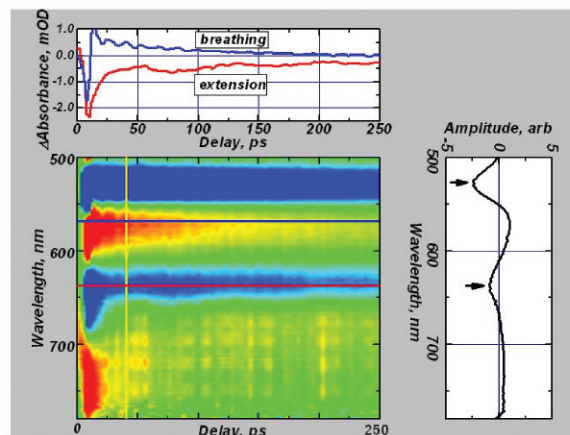 ΔAbsorbance, mOD
1.0
0.0
-1.0
-2.0
breathing
extension
0 50 100 150 200 250
Delay, ps
Wavelength, nm
500
600
700
0 Delay, ps 250
Amplitude, arb
-5 0 5
500
600
700
Wavelength, nm